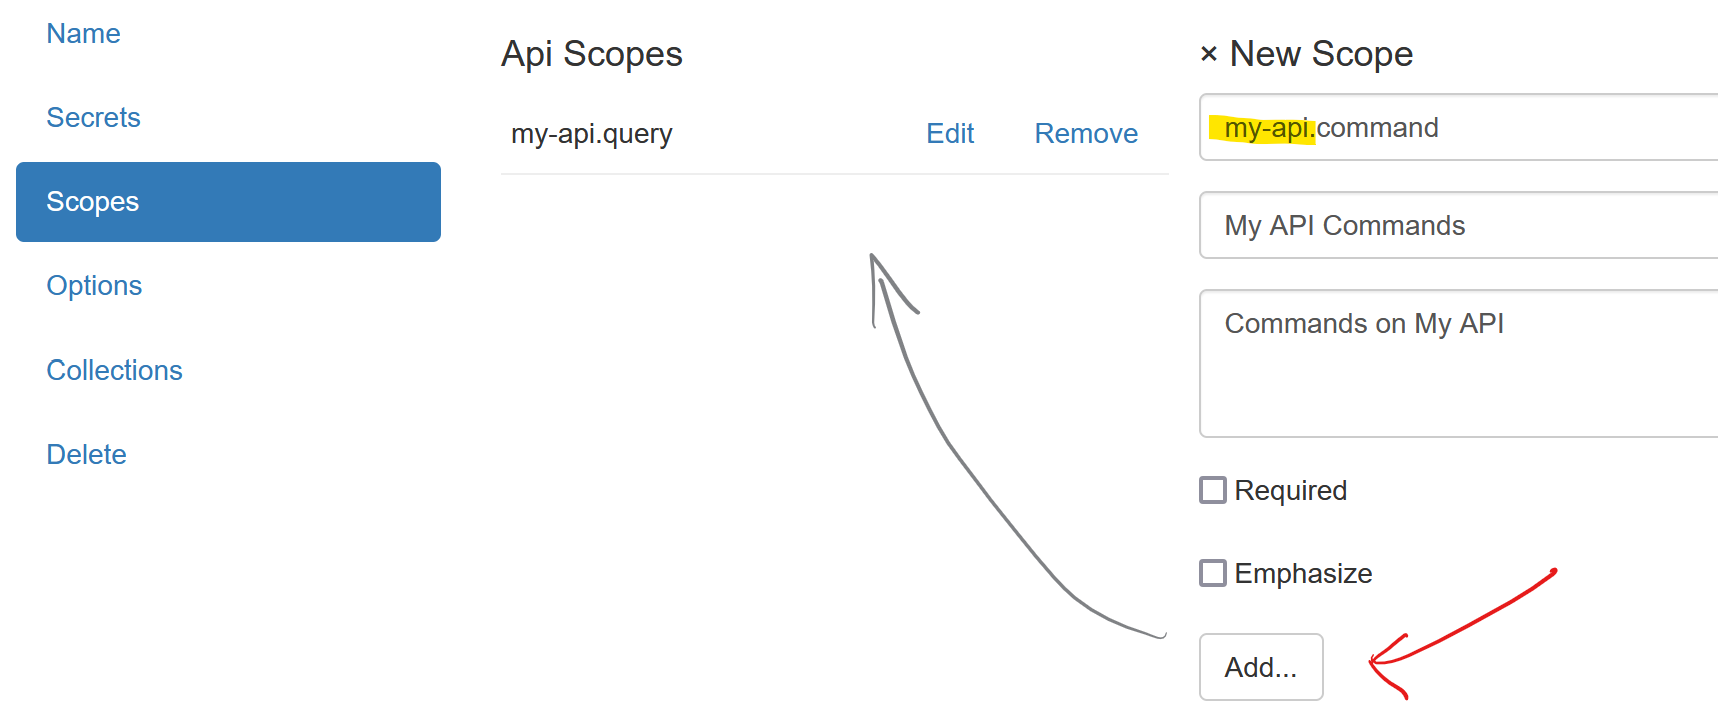 Name
Secrets
Scopes
Options
Collections
Delete
Api Scopes
my-api.query Edit Remove
× New Scope
my-api.command
My API Commands
Commands on My API
Required
Emphasize
Add...